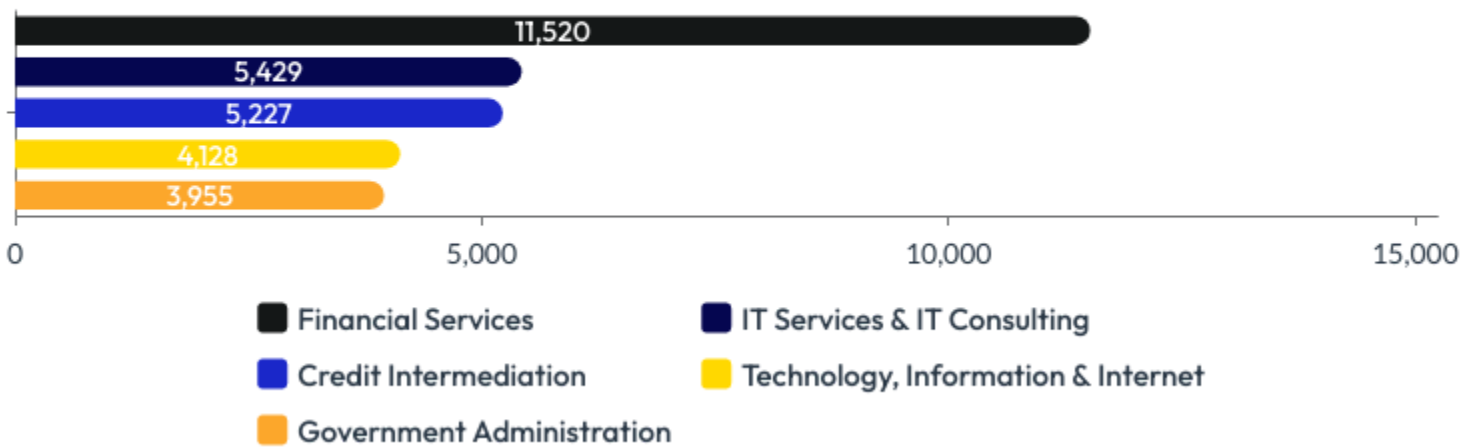 11,520
5,429
5,227
4,128
3,955
0 5,000 10,000 15,000
Financial Services IT Services & IT Consulting
Credit Intermediation Technology, Information & Internet
Government Administration